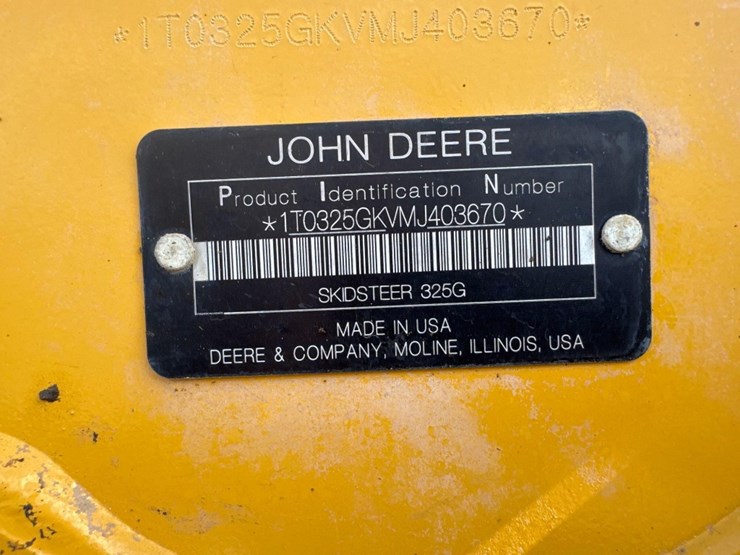 *1T0325GKVMJ403670*
JOHN DEERE
Product Identification Number
*1T0325GKVMJ403670*
SKIDSTEER 325G
MADE IN USA
DEERE & COMPANY, MOLINE, ILLINOIS, USA